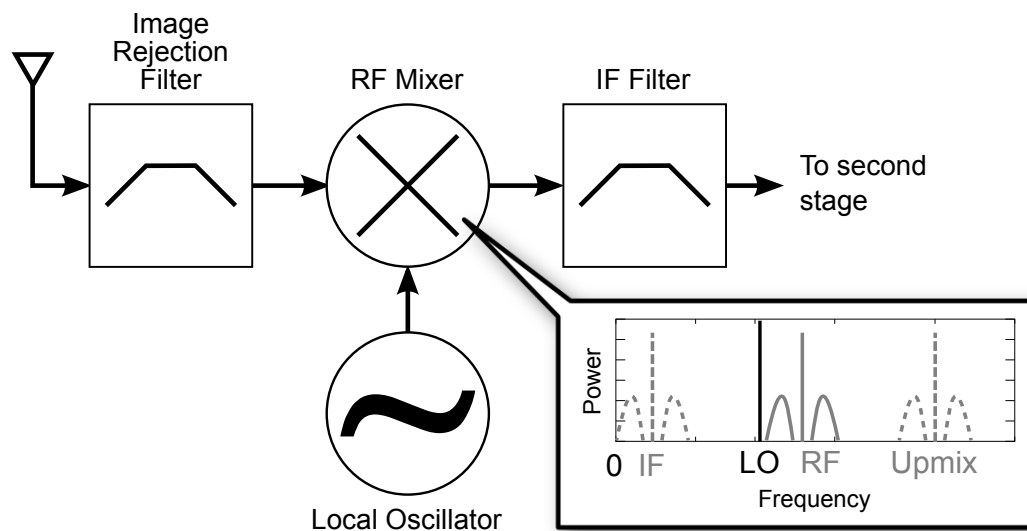 Image
Rejection
Filter
RF Mixer
IF Filter
To second
stage
Local Oscillator
Power
0 IF LO RF Upmix
Frequency